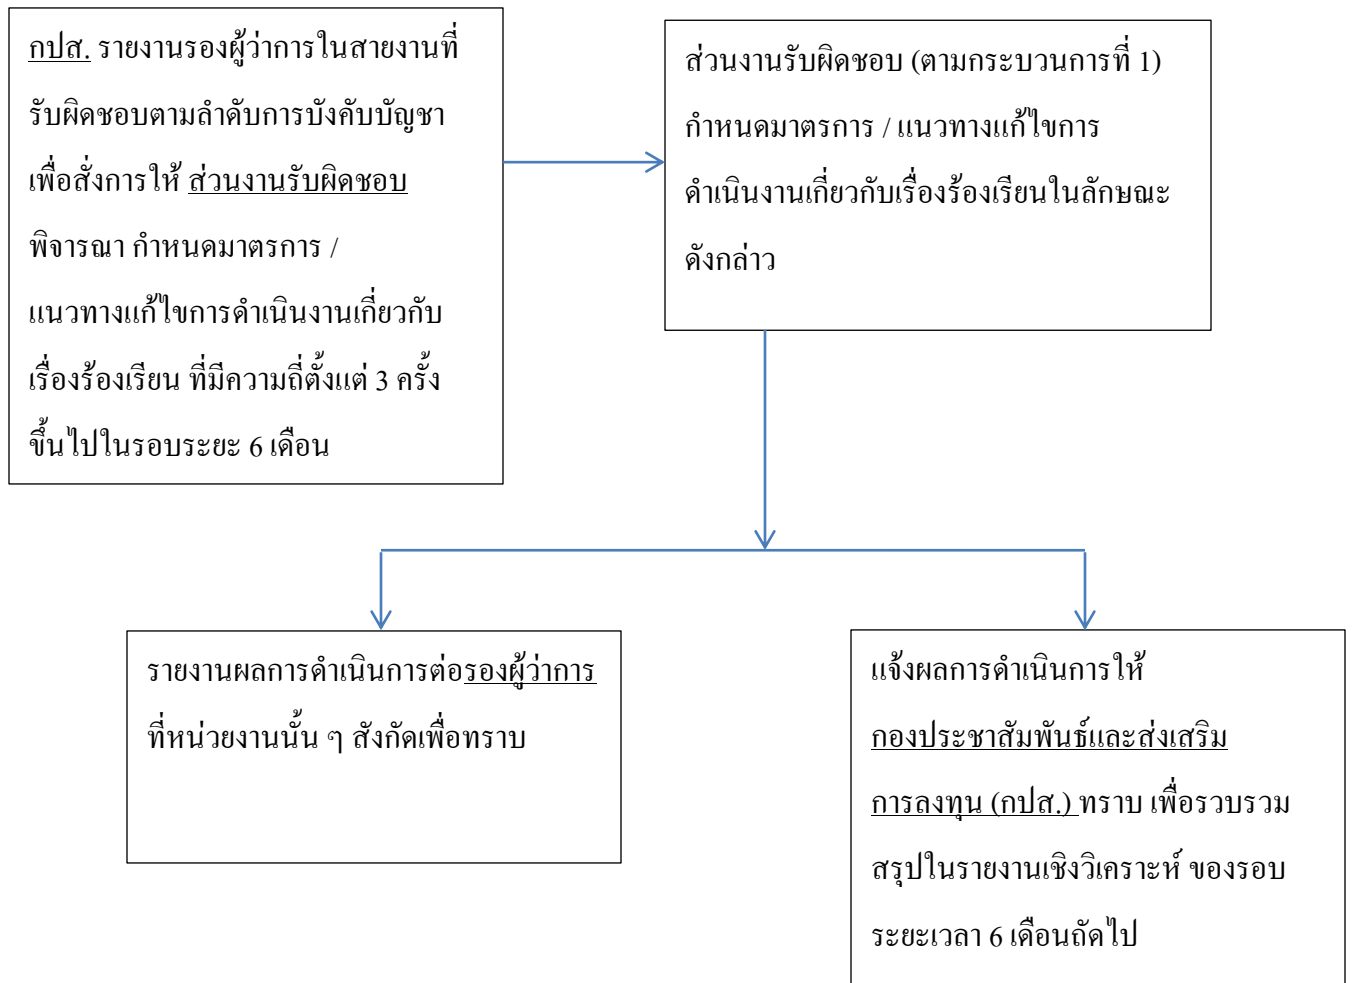 กปส. รายงานรองผู้ว่าการในสายงานที่
รับผิดชอบตามลำดับการบังคับบัญชา
เพื่อสั่งการให้ ส่วนงานรับผิดชอบ
พิจารณา กำหนดมาตรการ /
แนวทางแก้ไขการดำเนินงานเกี่ยวกับ
เรื่องร้องเรียน ที่มีความถี่ตั้งแต่ 3 ครั้ง
ขึ้นไปในรอบระยะ 6 เดือน
ส่วนงานรับผิดชอบ (ตามกระบวนการที่ 1)
กำหนดมาตรการ / แนวทางแก้ไขการ
ดำเนินงานเกี่ยวกับเรื่องร้องเรียนในลักษณะ
ดังกล่าว
รายงานผลการดำเนินการต่อรองผู้ว่าการ
ที่หน่วยงานนั้น ๆ สังกัดเพื่อทราบ
แจ้งผลการดำเนินการให้
กองประชาสัมพันธ์และส่งเสริม
การลงทุน (กปส.) ทราบ เพื่อรวบรวม
สรุปในรายงานเชิงวิเคราะห์ ของรอบ
ระยะเวลา 6 เดือนถัดไป